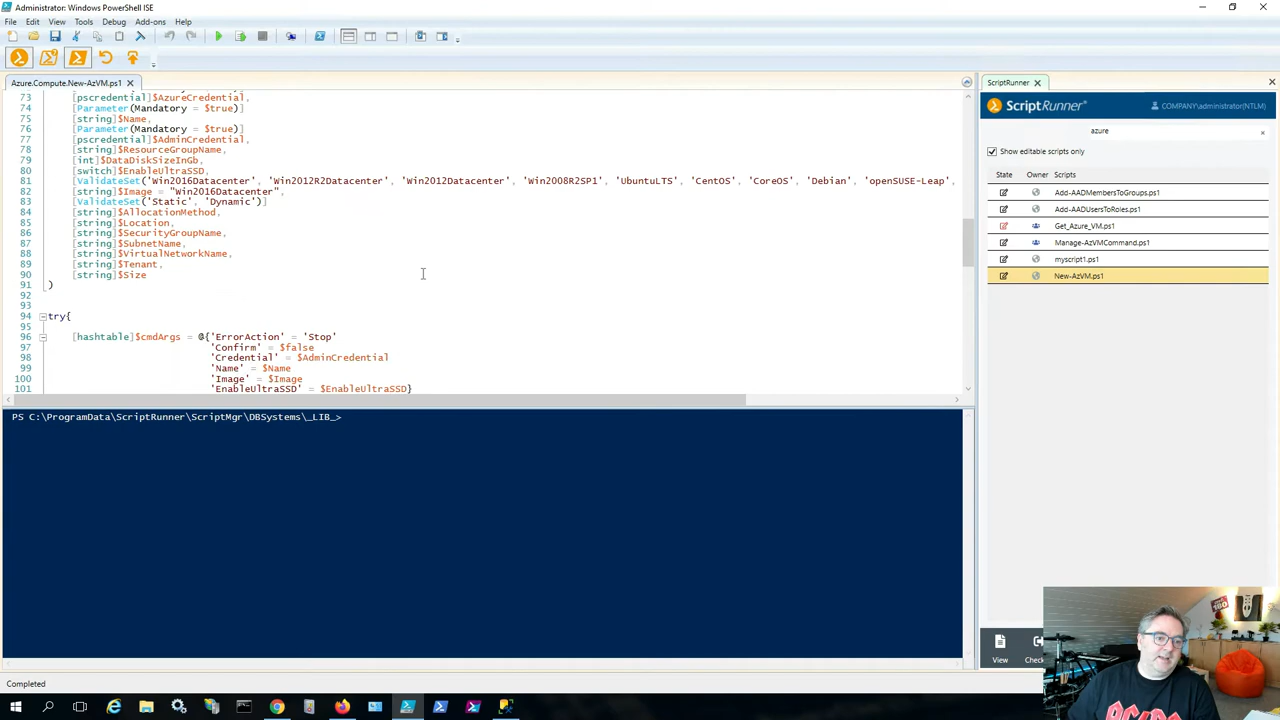 Administrator: Windows PowerShell ISE
File Edit View Tools Debug Add-ons Help
Azure.Compute.New-AzVM.ps1
73 [pscredential]$AzureCredential,
74 [Parameter(Mandatory = $true)]
75 [string]$Name,
76 [Parameter(Mandatory = $true)]
77 [pscredential]$AdminCredential,
78 [string]$ResourceGroupName,
79 [int]$DataDiskSizeInGb,
80 [switch]$EnableUltraSSD,
81 [ValidateSet('Win2016Datacenter', 'Win2012R2Datacenter', 'Win2012Datacenter', 'Win2008R2SP1', 'UbuntuLTS', 'CentOS', 'CoreOS', 'Debian', 'openSUSE-Leap',
82 [string]$Image = "Win2016Datacenter",
83 [ValidateSet('Static', 'Dynamic')]
84 [string]$AllocationMethod,
85 [string]$Location,
86 [string]$SecurityGroupName,
87 [string]$SubnetName,
88 [string]$VirtualNetworkName,
89 [string]$Tenant,
90 [string]$Size
91 )
92
93
94 try{
95
96 [hashtable]$cmdArgs = @{'ErrorAction' = 'Stop'
97 'Confirm' = $false
98 'Credential' = $AdminCredential
99 'Name' = $Name
100 'Image' = $Image
101 'EnableUltraSSD' = $EnableUltraSSD}
PS C:\ProgramData\ScriptRunner\ScriptMgr\DBSystems\_LIB_>
Completed
ScriptRunner
ScriptRunner
COMPANY\administrator(NTLM)
azure
Show editable scripts only
State Owner Scripts
Add-AADMembersToGroups.ps1
Add-AADUsersToRoles.ps1
Get_Azure_VM.ps1
Manage-AzVMCommand.ps1
myscript1.ps1
New-AzVM.ps1
View